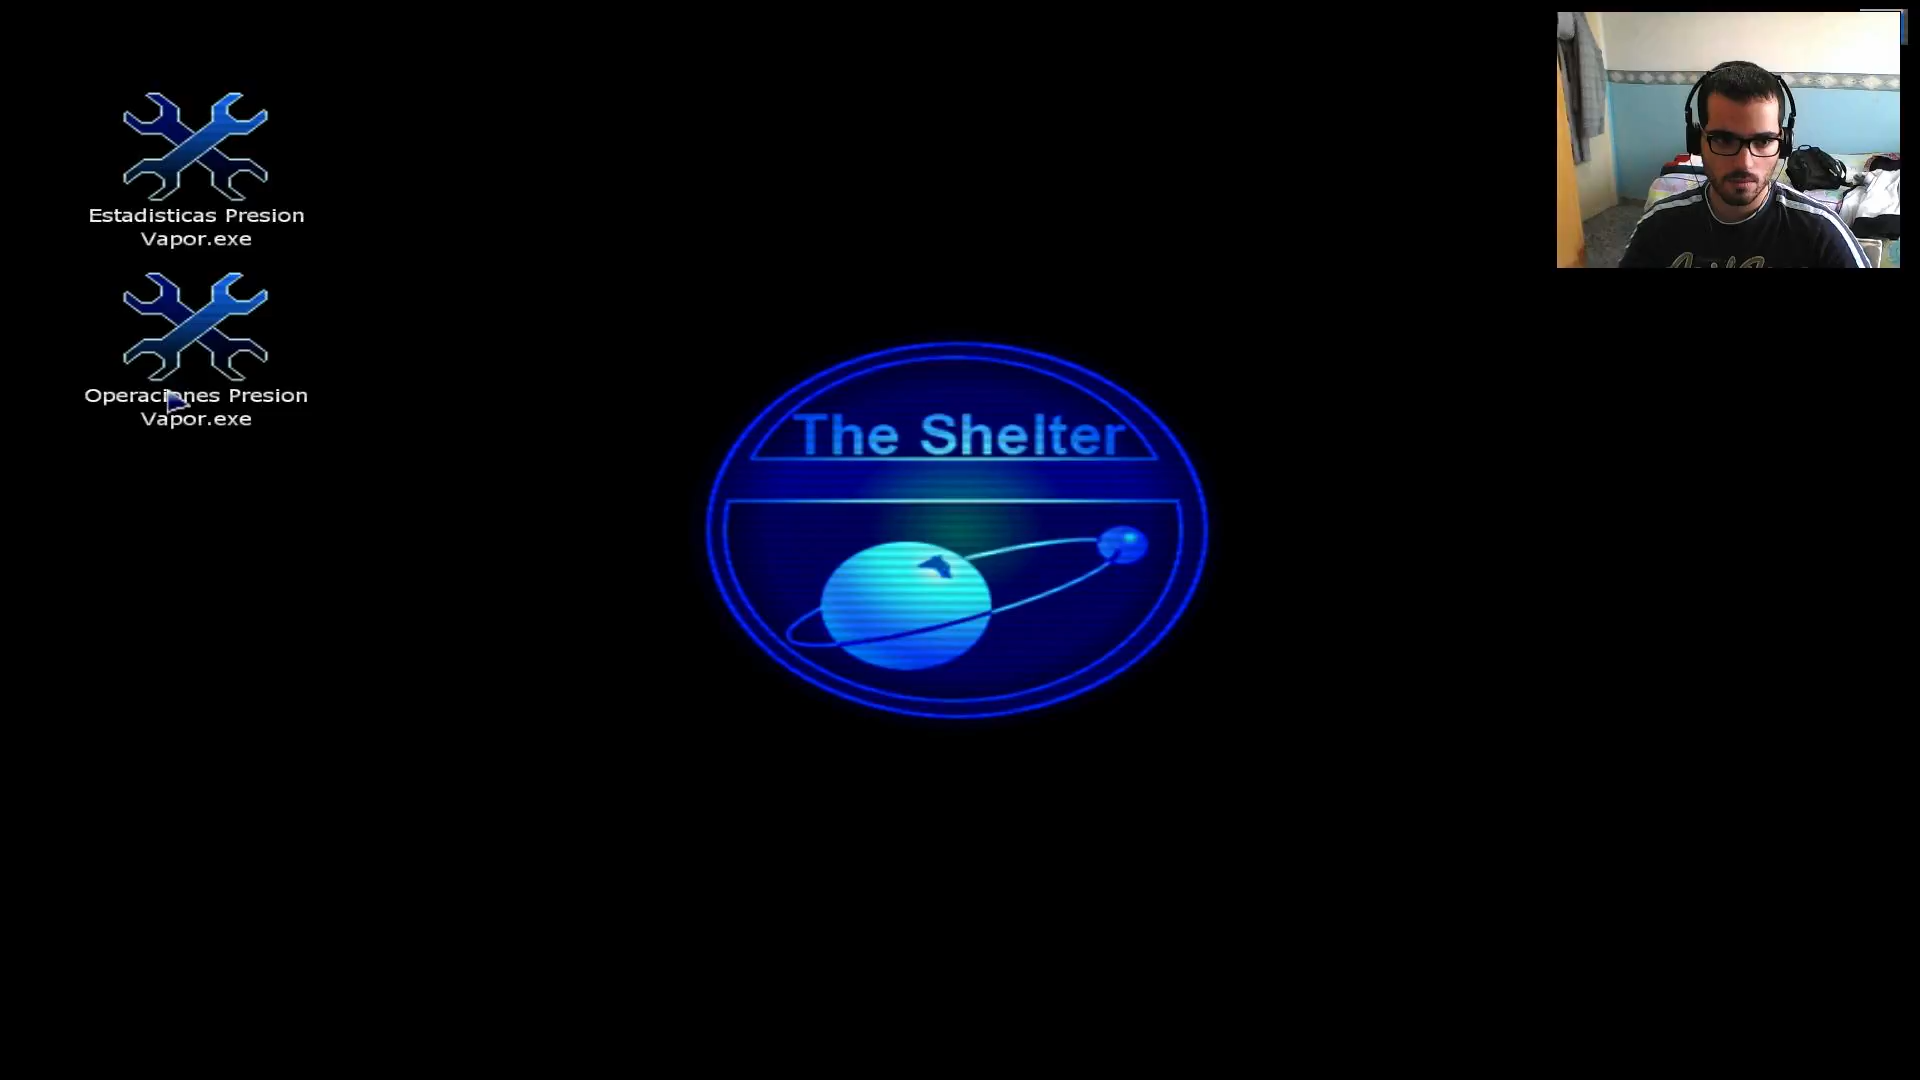 Estadisticas Presion
Vapor.exe
Operaciones Presion
Vapor.exe
The Shelter